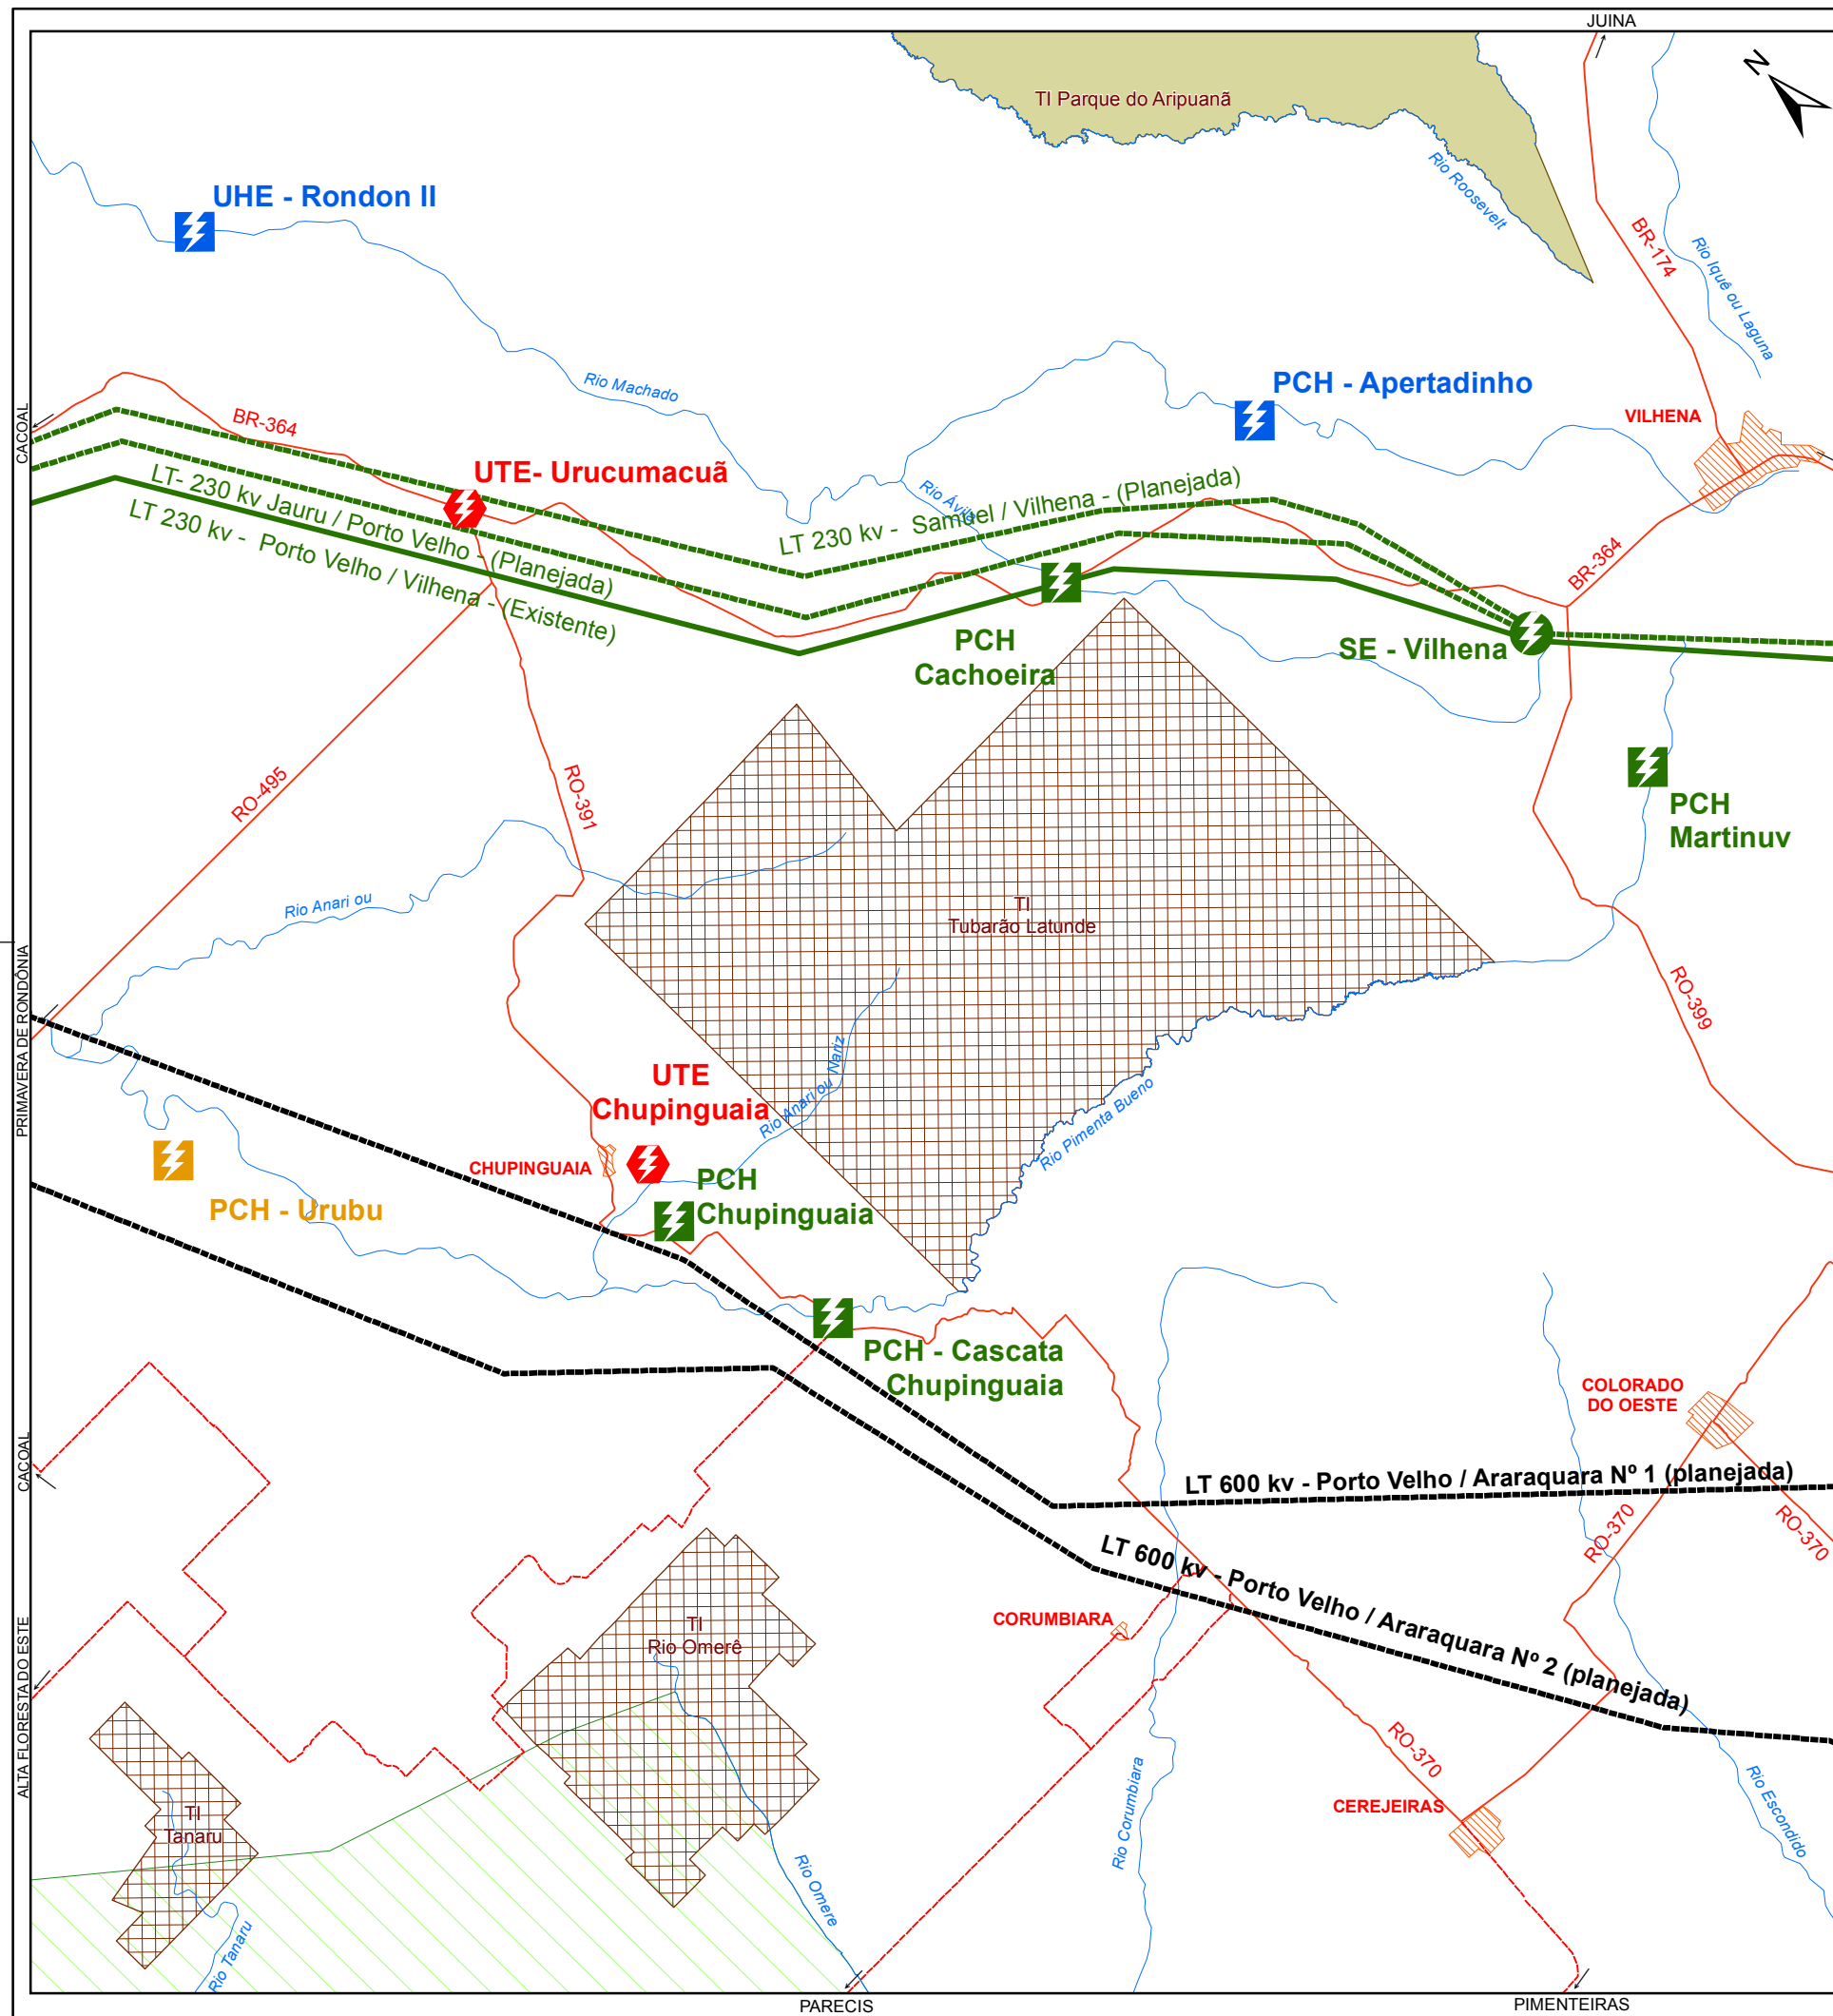 JUINA
N
TI Parque do Aripuanã
Rio Roosevelt
UHE - Rondon II
BR-174
Rio Iquê ou Laguna
Rio Machado
PCH - Apertadinho
VILHENA
CACOAL
BR-364
UTE- Urucumacuã
LT- 230 kv Jauru / Porto Velho - (Planejada)
LT 230 kv - Porto Velho / Vilhena - (Existente)
Rio Ávila
LT 230 kv - Samuel / Vilhena - (Planejada)
BR-364
PCH
Cachoeira
SE - Vilhena
RO-495
RO-391
PCH
Martinuv
Rio Anari ou
TI
Tubarão Latunde
RO-399
PRIMAVERA DE RONDÔNIA
UTE
Chupinguaia
Rio Anari ou Nariz
Rio Pimenta Bueno
CHUPINGUAIA
PCH
Chupinguaia
PCH - Urubu
PCH - Cascata
Chupinguaia
COLORADO
DO OESTE
CACOAL
LT 600 kv - Porto Velho / Araraquara Nº 1 (planejada)
RO-370
RO-370
LT 600 kv - Porto Velho / Araraquara Nº 2 (planejada)
CORUMBIARA
TI
Rio Omerê
ALTA FLORESTA DO OESTE
RO-370
Rio Corumbiara
Rio Escondido
CEREJEIRAS
TI
Tanaru
Rio Omere
Rio Tanaru
PARECIS
PIMENTEIRAS